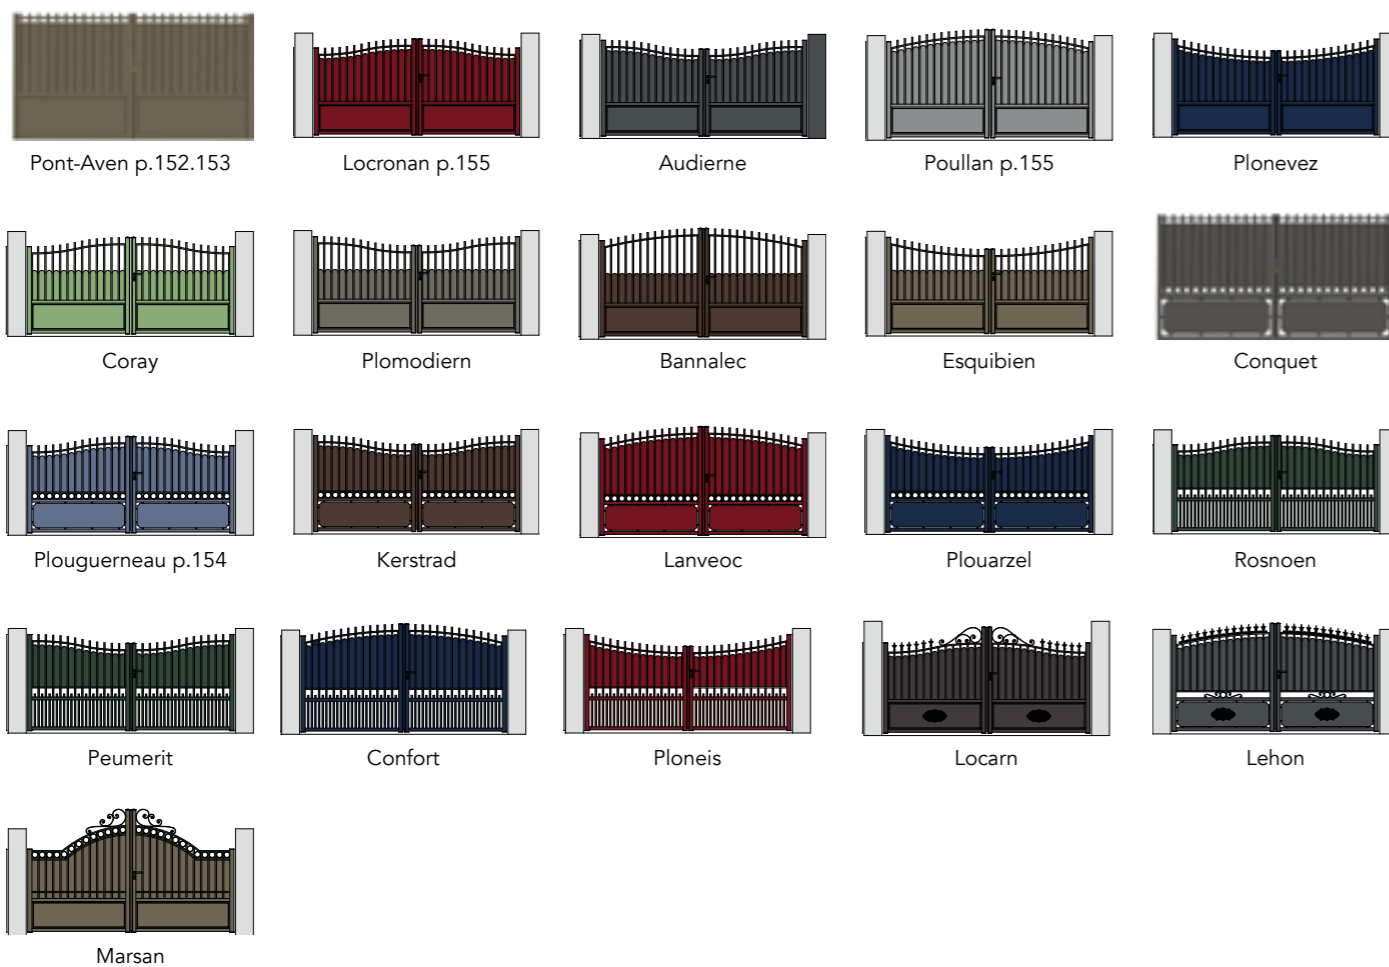 Pont-Aven p.152.153
Locronan p.155
Audierne
Poullan p.155
Plonevez
Coray
Plomodiern
Bannalec
Esquibien
Conquet
Plouguerneau p.154
Kerstrad
Lanveoc
Plouarzel
Rosnoen
Peumerit
Confort
Ploneis
Locarn
Lehon
Marsan